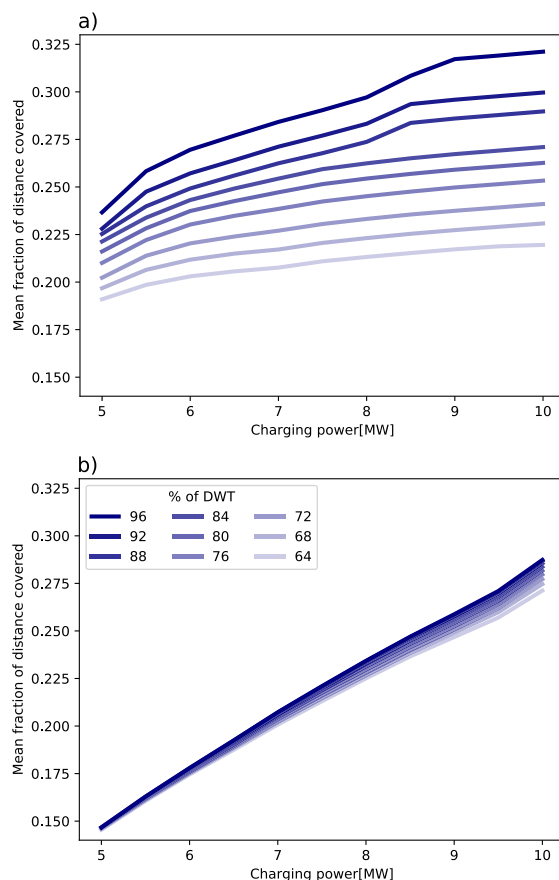 a)
0.325
0.300
0.275
0.250
0.225
0.200
0.175
0.150
Mean fraction of distance covered
5 6 7 8 9 10
Charging power[MW]
b)
0.325
0.300
0.275
0.250
0.225
0.200
0.175
0.150
Mean fraction of distance covered
% of DWT
96 84 72
92 80 68
88 76 64
5 6 7 8 9 10
Charging power[MW]